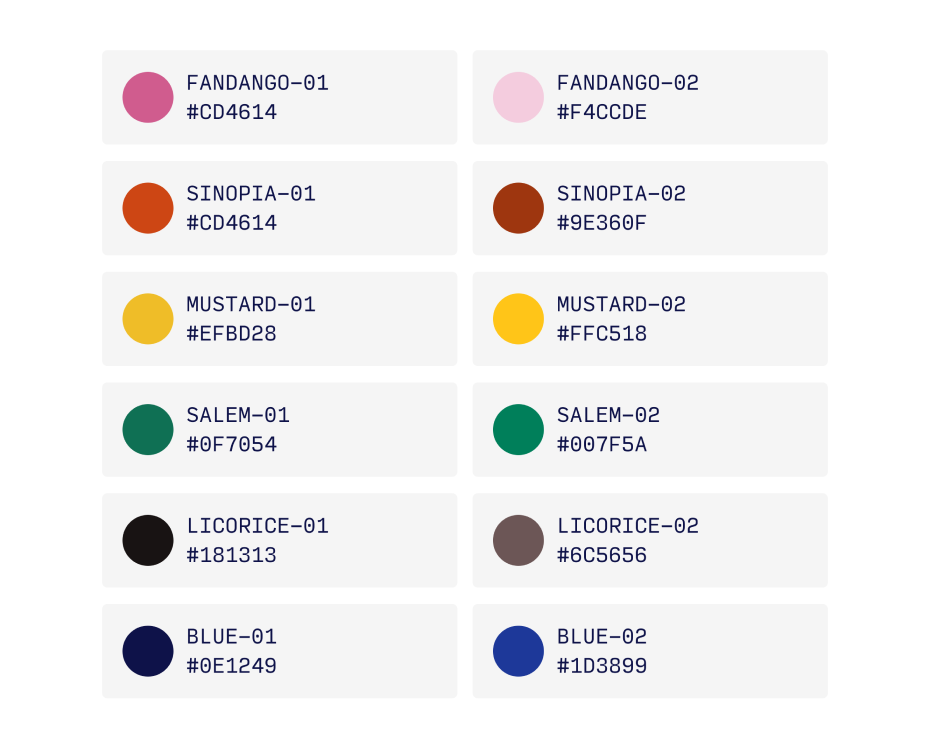 FANDANGO-01
#CD4614
FANDANGO-02
#F4CCDE
SINOPIA-01
#CD4614
SINOPIA-02
#9E360F
MUSTARD-01
#EFBD28
MUSTARD-02
#FFC518
SALEM-01
#0F7054
SALEM-02
#007F5A
LICORICE-01
#181313
LICORICE-02
#6C5656
BLUE-01
#0E1249
BLUE-02
#1D3899